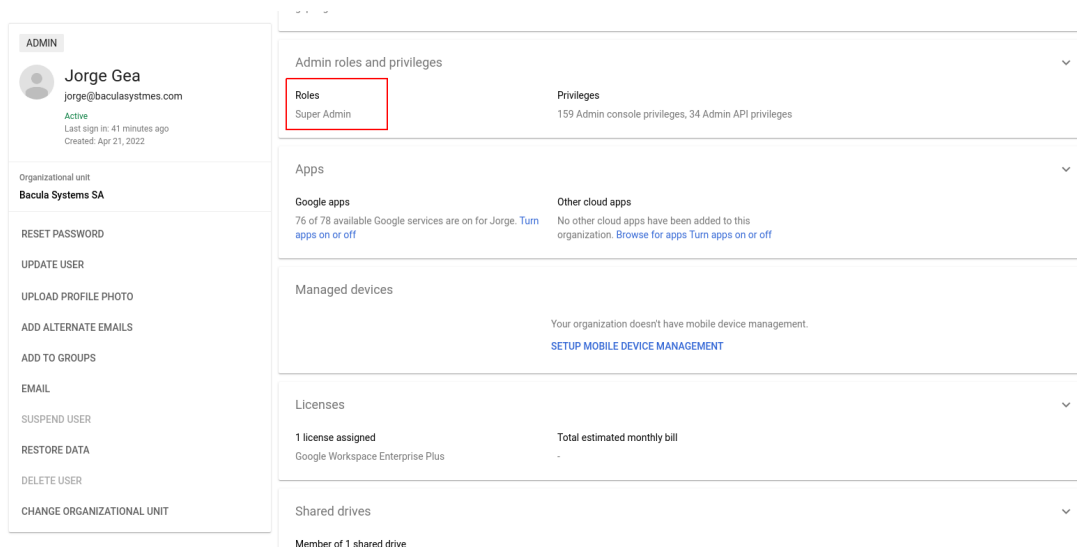 ADMIN
Jorge Gea
jorge@baculasystmes.com
Active
Last sign in: 41 minutes ago
Created: Apr 21, 2022
Organizational unit
Bacula Systems SA
RESET PASSWORD
UPDATE USER
UPLOAD PROFILE PHOTO
ADD ALTERNATE EMAILS
ADD TO GROUPS
EMAIL
SUSPEND USER
RESTORE DATA
DELETE USER
CHANGE ORGANIZATIONAL UNIT
Admin roles and privileges
Roles
Super Admin
Privileges
159 Admin console privileges, 34 Admin API privileges
Apps
Google apps
76 of 78 available Google services are on for Jorge. Turn
apps on or off
Other cloud apps
No other cloud apps have been added to this
organization. Browse for apps Turn apps on or off
Managed devices
Your organization doesn't have mobile device management.
SETUP MOBILE DEVICE MANAGEMENT
Licenses
1 license assigned
Google Workspace Enterprise Plus
Total estimated monthly bill
-
Shared drives
Member of 1 shared drive